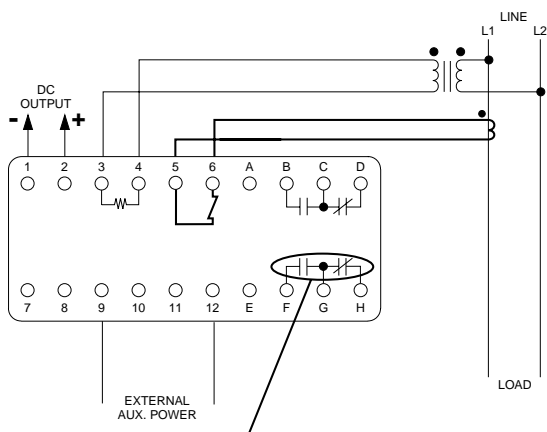 LINE
L1 L2
DC
OUTPUT
- +
1 2 3 4 5 6 A B C D
7 8 9 10 11 12 E F G H
EXTERNAL
AUX. POWER
LOAD